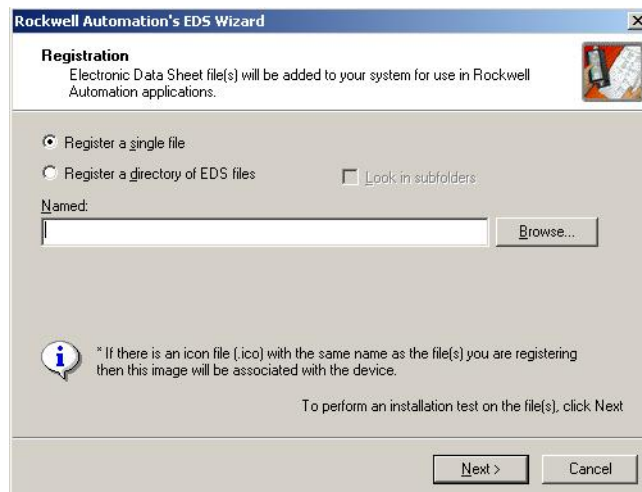 Rockwell Automation's EDS Wizard
Registration
Electronic Data Sheet file(s) will be added to your system for use in Rockwell
Automation applications.
Register a single file
Register a directory of EDS files
Look in subfolders
Named:
Browse...
* If there is an icon file (.ico) with the same name as the file(s) you are registering
then this image will be associated with the device.
To perform an installation test on the file(s), click Next
Next >
Cancel